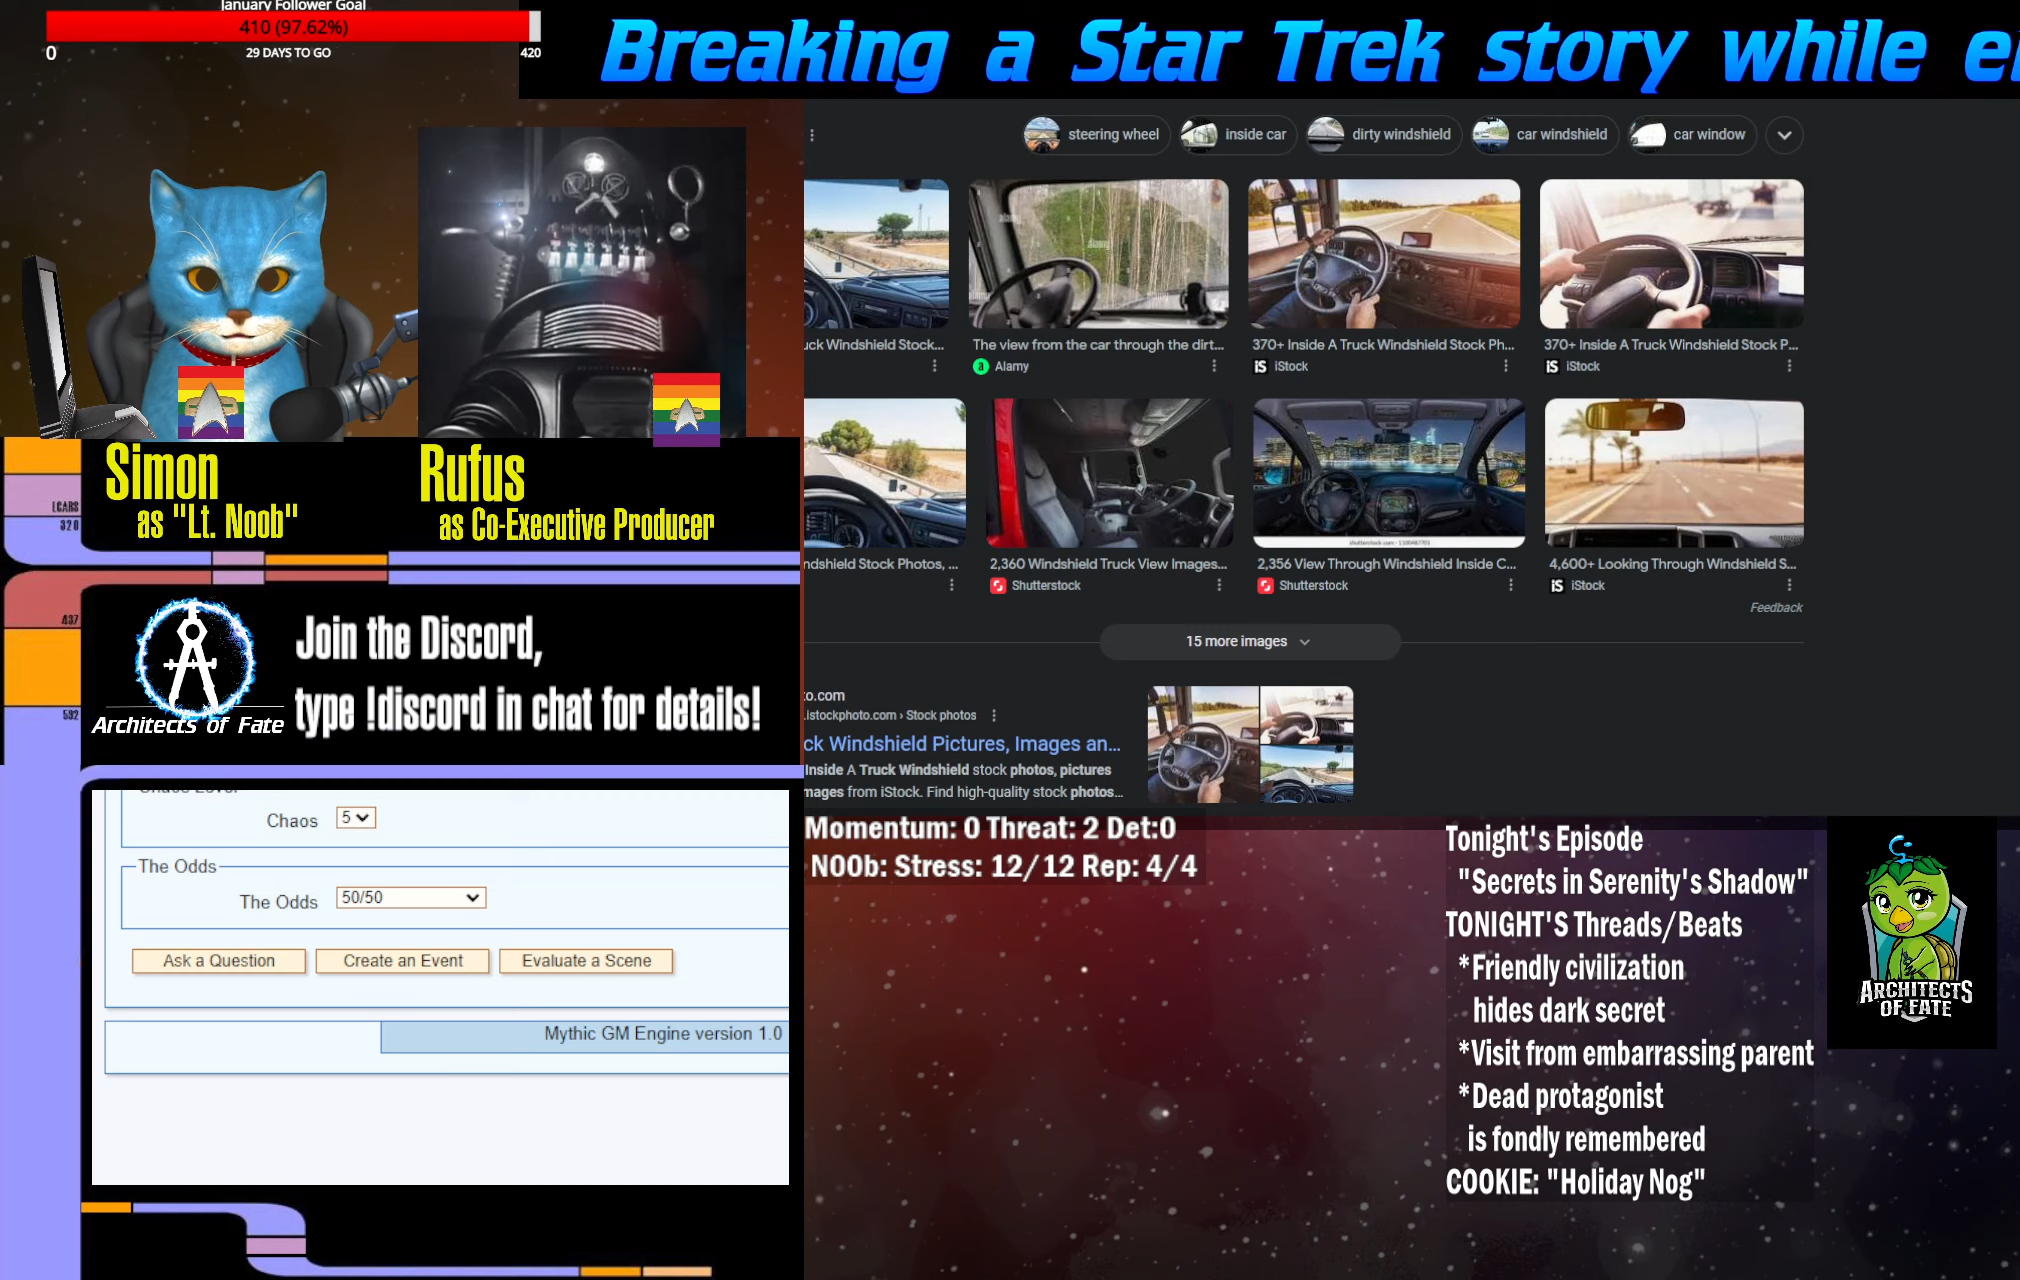 January Follower Goal
410 (97.62%)
0
29 DAYS TO GO
420
Breaking a Star Trek story while
steering wheel
inside car
dirty windshield
car windshield
car window
Windshield Stock...
The view from the car through the dirt...
Alamy
370+ Inside A Truck Windshield Stock Ph...
iStock
370+ Inside A Truck Windshield Stock P...
iStock
Stock Photos, ...
2,360 Windshield Truck View Images...
Shutterstock
shutterstock.com · 1100487701
2,356 View Through Windshield Inside C...
Shutterstock
4,600+ Looking Through Windshield S...
iStock
Feedback
15 more images
.istockphoto.com › Stock photos
Windshield Pictures, Images an...
Inside A Truck Windshield stock photos, pictures
from iStock. Find high-quality stock photos...
Simon
as "Lt. Noob"
Rufus
as Co-Executive Producer
LCARS
320
437
592
Architects of Fate
Join the Discord,
type !discord in chat for details!
Chaos Level
Chaos 5
The Odds
The Odds 50/50
Ask a Question
Create an Event
Evaluate a Scene
Mythic GM Engine version 1.0
Momentum: 0 Threat: 2 Det:0
N00b: Stress: 12/12 Rep: 4/4
Tonight's Episode
"Secrets in Serenity's Shadow"
TONIGHT'S Threads/Beats
*Friendly civilization
hides dark secret
*Visit from embarrassing parent
*Dead protagonist
is fondly remembered
COOKIE: "Holiday Nog"
ARCHITECTS
OF FATE